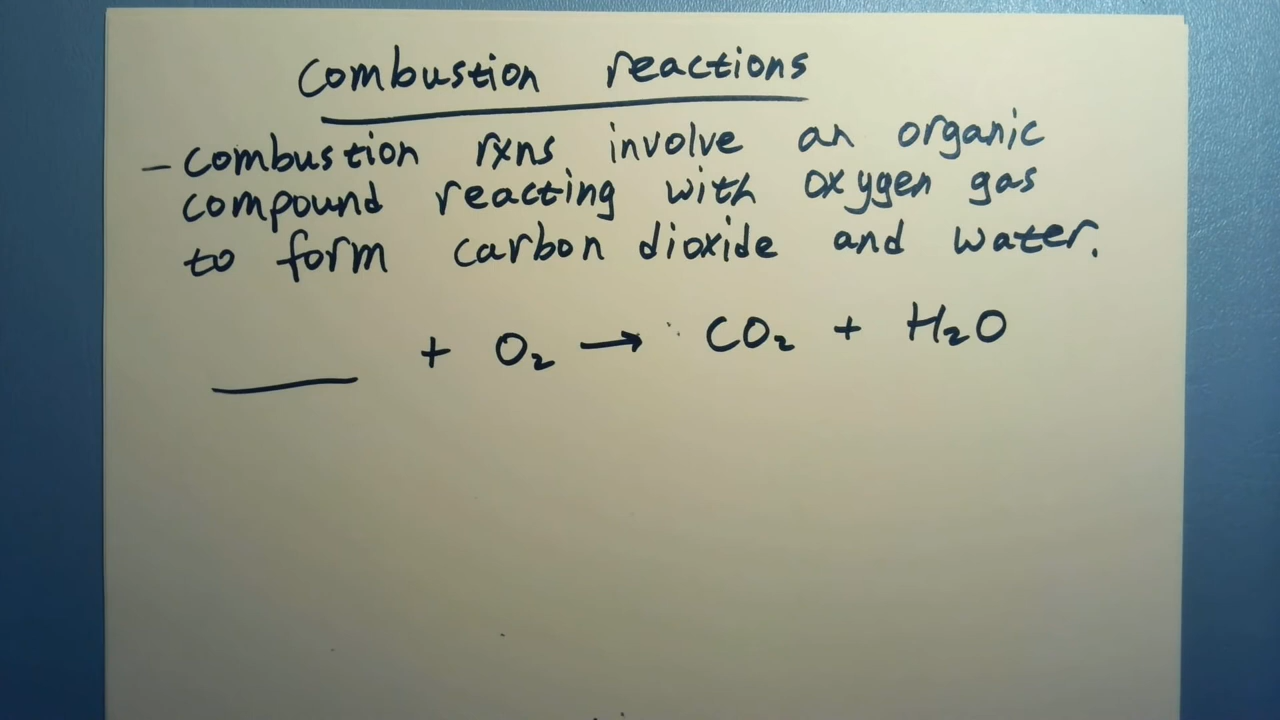 Combustion reactions
- combustion rxns involve an organic
compound reacting with oxygen gas
to form carbon dioxide and water.
____ + O₂ → CO₂ + H₂O